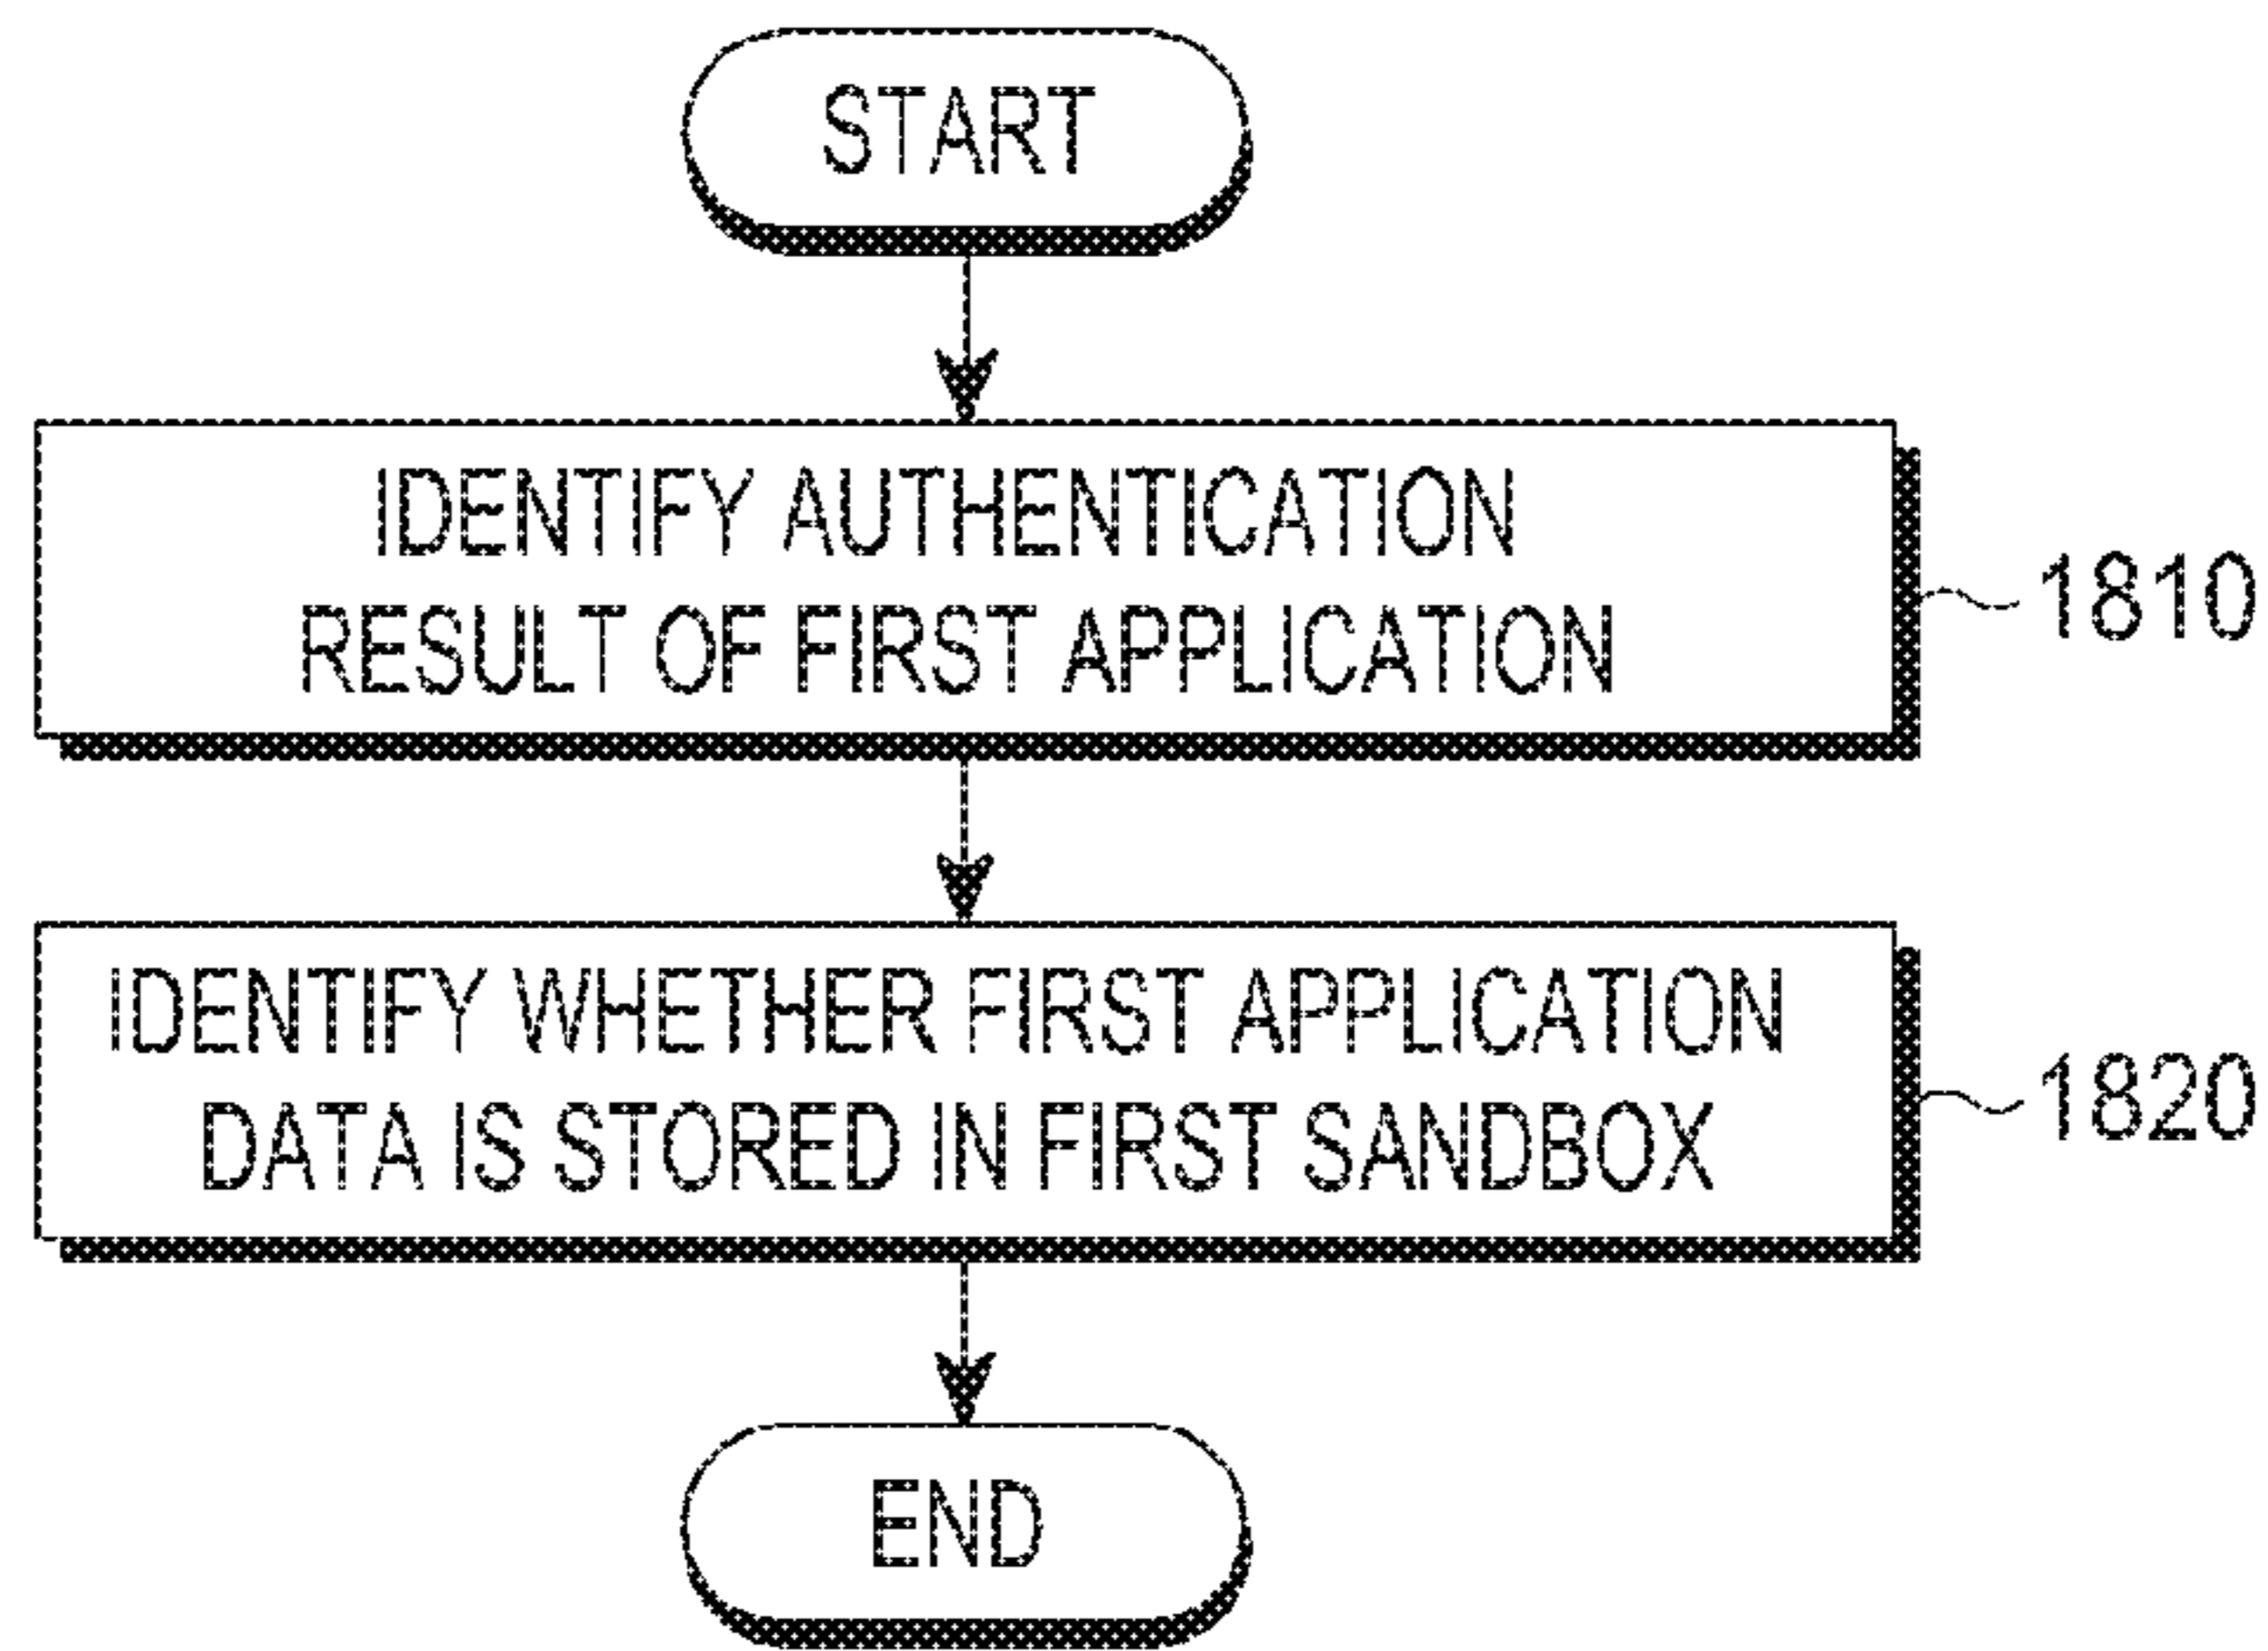 START
IDENTIFY AUTHENTICATION
RESULT OF FIRST APPLICATION
1810
IDENTIFY WHETHER FIRST APPLICATION
DATA IS STORED IN FIRST SANDBOX
1820
END